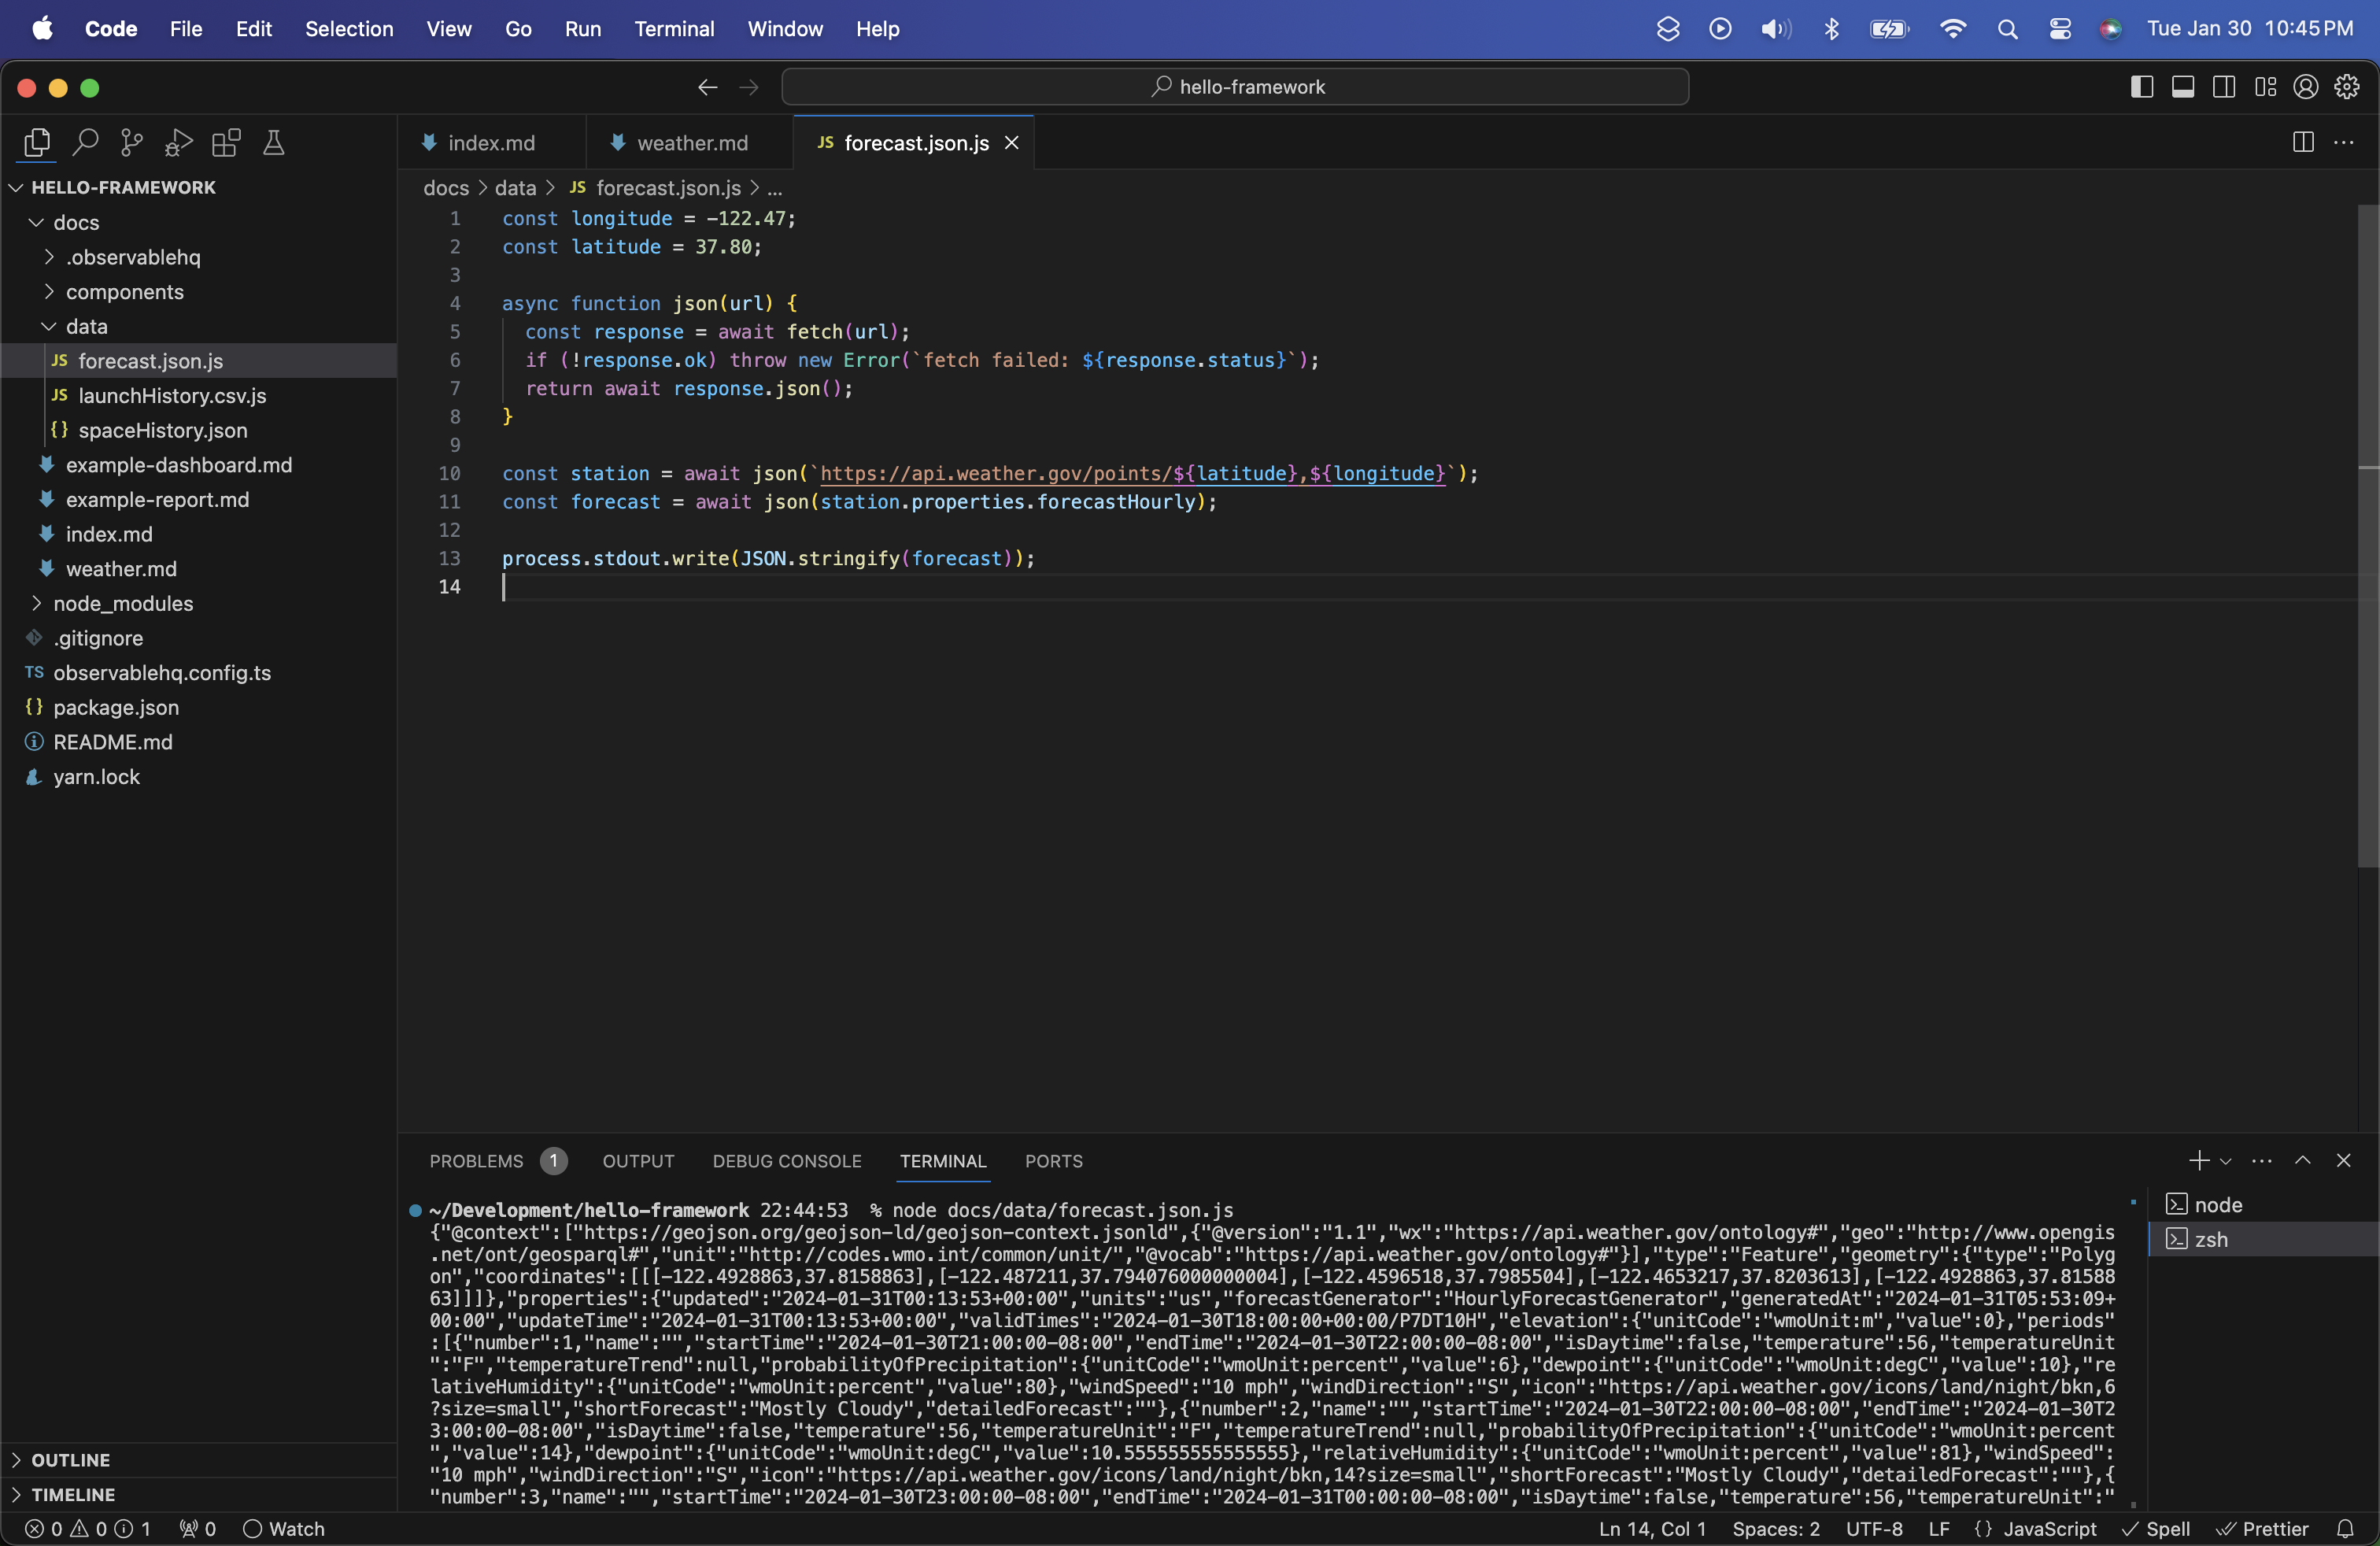 Code File Edit Selection View Go Run Terminal Window Help Tue Jan 30 10:45 PM
hello-framework
index.md weather.md JS forecast.json.js
HELLO-FRAMEWORK
docs
.observablehq
components
data
JS forecast.json.js
JS launchHistory.csv.js
{} spaceHistory.json
example-dashboard.md
example-report.md
index.md
weather.md
node_modules
.gitignore
TS observablehq.config.ts
{} package.json
README.md
yarn.lock
OUTLINE
TIMELINE
docs > data > JS forecast.json.js > ...
1 const longitude = -122.47;
2 const latitude = 37.80;
3
4 async function json(url) {
5 const response = await fetch(url);
6 if (!response.ok) throw new Error(`fetch failed: ${response.status}`);
7 return await response.json();
8 }
9
10 const station = await json(`https://api.weather.gov/points/${latitude},${longitude}`);
11 const forecast = await json(station.properties.forecastHourly);
12
13 process.stdout.write(JSON.stringify(forecast));
14
PROBLEMS 1 OUTPUT DEBUG CONSOLE TERMINAL PORTS
~/Development/hello-framework 22:44:53 % node docs/data/forecast.json.js
{"@context":["https://geojson.org/geojson-ld/geojson-context.jsonld",{"@version":"1.1","wx":"https://api.weather.gov/ontology#","geo":"http://www.opengis
.net/ont/geosparql#","unit":"http://codes.wmo.int/common/unit/","@vocab":"https://api.weather.gov/ontology#"}],"type":"Feature","geometry":{"type":"Polyg
on","coordinates":[[[-122.4928863,37.8158863],[-122.487211,37.794076000000004],[-122.4596518,37.7985504],[-122.4653217,37.8203613],[-122.4928863,37.81588
63]]]},"properties":{"updated":"2024-01-31T00:13:53+00:00","units":"us","forecastGenerator":"HourlyForecastGenerator","generatedAt":"2024-01-31T05:53:09+
00:00","updateTime":"2024-01-31T00:13:53+00:00","validTimes":"2024-01-30T18:00:00+00:00/P7DT10H","elevation":{"unitCode":"wmoUnit:m","value":0},"periods"
:[{"number":1,"name":"","startTime":"2024-01-30T21:00:00-08:00","endTime":"2024-01-30T22:00:00-08:00","isDaytime":false,"temperature":56,"temperatureUnit
":"F","temperatureTrend":null,"probabilityOfPrecipitation":{"unitCode":"wmoUnit:percent","value":6},"dewpoint":{"unitCode":"wmoUnit:degC","value":10},"re
lativeHumidity":{"unitCode":"wmoUnit:percent","value":80},"windSpeed":"10 mph","windDirection":"S","icon":"https://api.weather.gov/icons/land/night/bkn,6
?size=small","shortForecast":"Mostly Cloudy","detailedForecast":""},{"number":2,"name":"","startTime":"2024-01-30T22:00:00-08:00","endTime":"2024-01-30T2
3:00:00-08:00","isDaytime":false,"temperature":56,"temperatureUnit":"F","temperatureTrend":null,"probabilityOfPrecipitation":{"unitCode":"wmoUnit:percent
","value":14},"dewpoint":{"unitCode":"wmoUnit:degC","value":10.555555555555555},"relativeHumidity":{"unitCode":"wmoUnit:percent","value":81},"windSpeed":
"10 mph","windDirection":"S","icon":"https://api.weather.gov/icons/land/night/bkn,14?size=small","shortForecast":"Mostly Cloudy","detailedForecast":""},{
"number":3,"name":"","startTime":"2024-01-30T23:00:00-08:00","endTime":"2024-01-31T00:00:00-08:00","isDaytime":false,"temperature":56,"temperatureUnit":"
node
zsh
0 0 1 0 Watch Ln 14, Col 1 Spaces: 2 UTF-8 LF {} JavaScript Spell Prettier